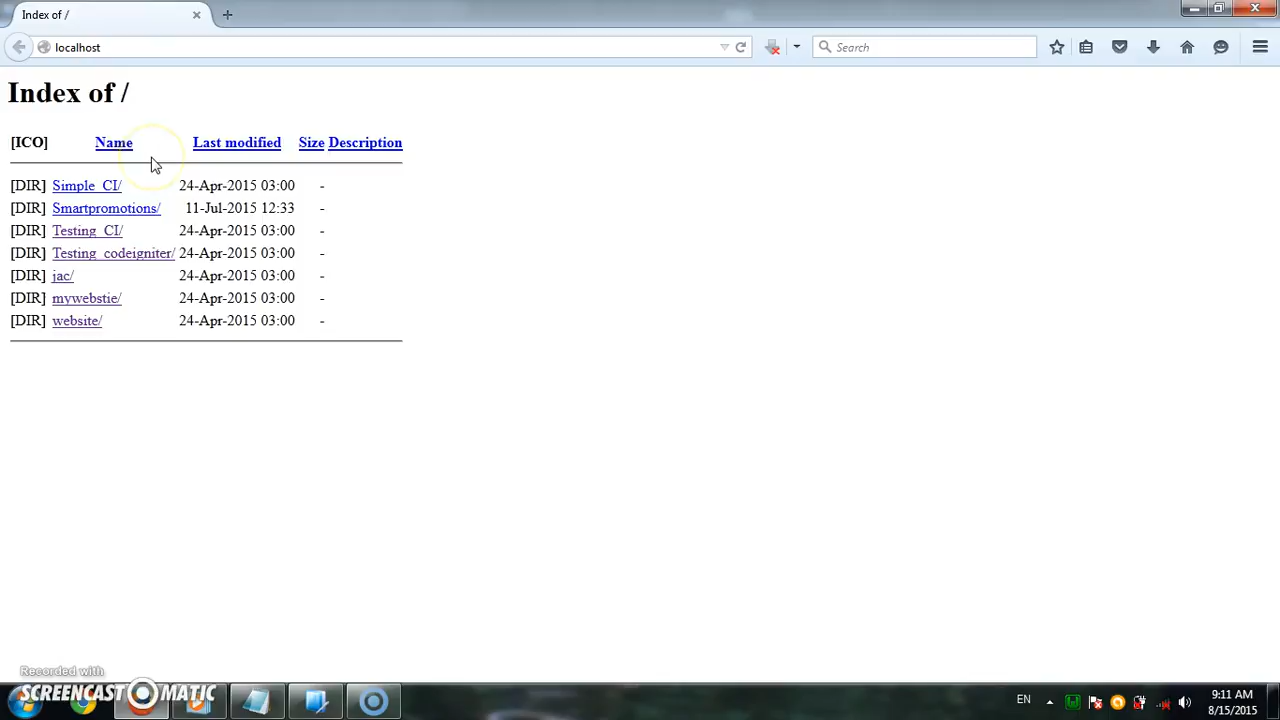 Index of /
localhost
Search
Index of /
[ICO] Name Last modified Size Description
[DIR] Simple_CI/ 24-Apr-2015 03:00 -
[DIR] Smartpromotions/ 11-Jul-2015 12:33 -
[DIR] Testing_CI/ 24-Apr-2015 03:00 -
[DIR] Testing_codeigniter/ 24-Apr-2015 03:00 -
[DIR] jac/ 24-Apr-2015 03:00 -
[DIR] mywebstie/ 24-Apr-2015 03:00 -
[DIR] website/ 24-Apr-2015 03:00 -
Recorded with
SCREENCAST MATIC
EN
9:11 AM
8/15/2015